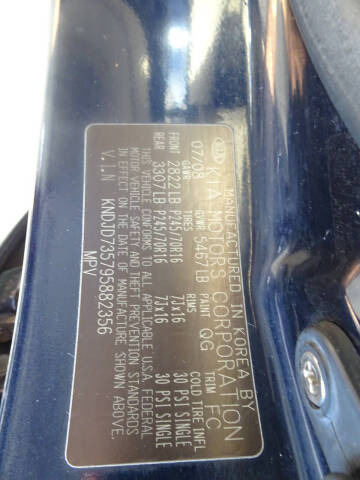 MANUFACTURED IN KOREA BY
KIA KIA MOTORS CORPORATION
07/08 GVWR 5467LB PAINT QG TRIM FC
GAWR TIRES RIMS COLD TIRE INFL
FRONT 2822LB P245/70R16 7Jx16 30 PSI SINGLE
REAR 3307LB P245/70R16 7Jx16 30 PSI SINGLE
THIS VEHICLE CONFORMS TO ALL APPLICABLE U.S.A. FEDERAL
MOTOR VEHICLE SAFETY AND THEFT PREVENTION STANDARDS
IN EFFECT ON THE DATE OF MANUFACTURE SHOWN ABOVE.
V.I.N KNDJD735795882356
MPV